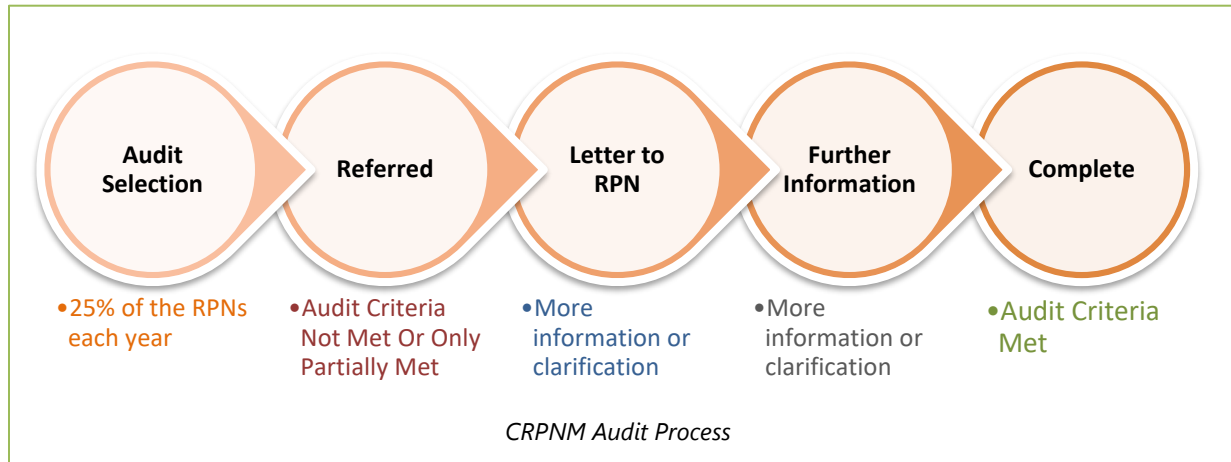 Audit
Selection
Referred
Letter to
RPN
Further
Information
Complete
•25% of the RPNs
each year
•Audit Criteria
Not Met Or Only
Partially Met
•More
information or
clarification
•More
information or
clarification
•Audit Criteria
Met
CRPNM Audit Process